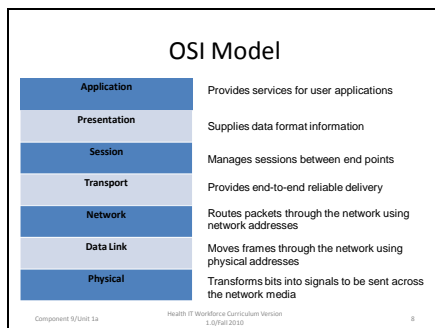 OSI Model
Application
Provides services for user applications
Presentation
Supplies data format information
Session
Manages sessions between end points
Transport
Provides end-to-end reliable delivery
Network
Routes packets through the network using
network addresses
Data Link
Moves frames through the network using
physical addresses
Physical
Transforms bits into signals to be sent across
the network media
Component 9/Unit 1a
Health IT Workforce Curriculum Version
1.0/Fall 2010
8